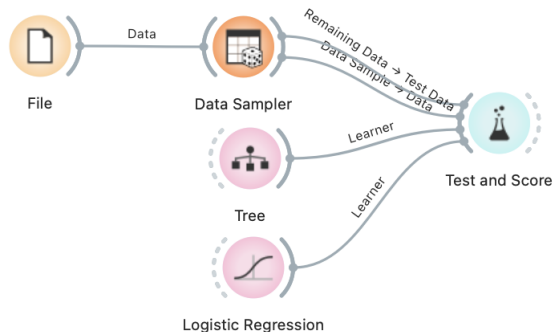 Data
File
Data Sampler
Remaining Data → Test Data
Data Sample → Data
Learner
Tree
Test and Score
Learner
Logistic Regression